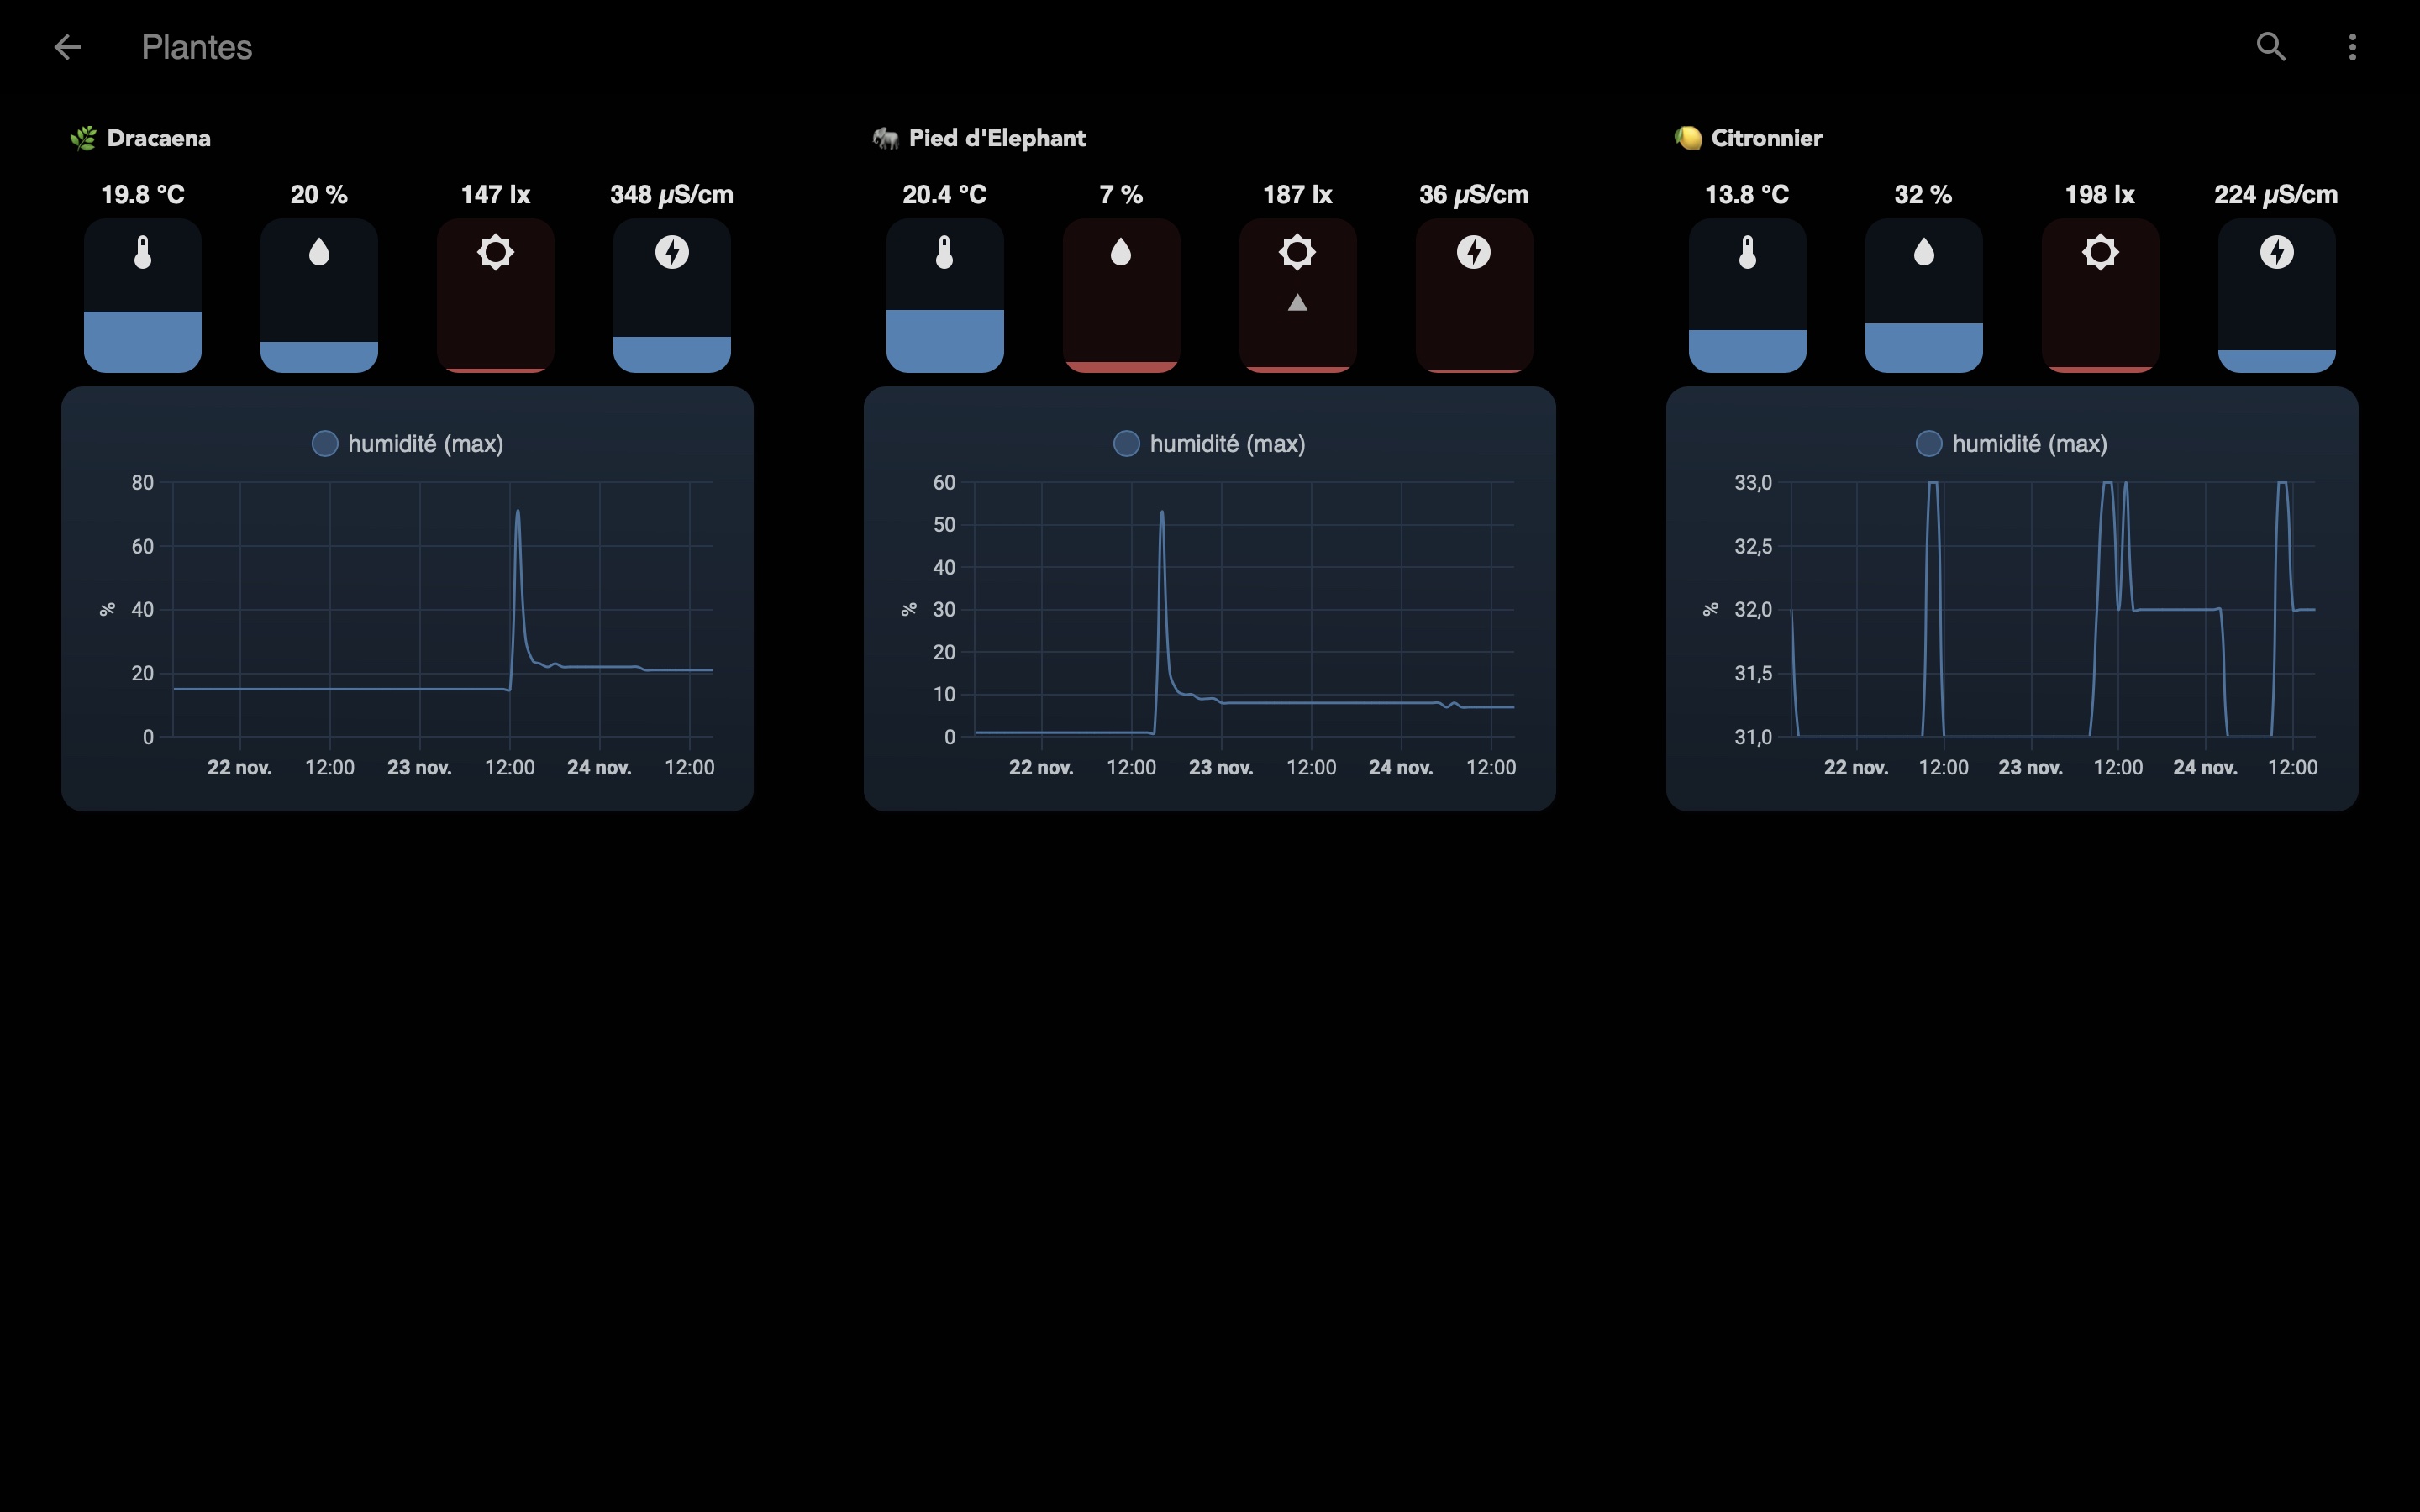 Plantes
🌿 Dracaena
19.8 °C 20 % 147 lx 348 µS/cm
humidité (max)
80
60
40
20
0
%
22 nov. 12:00 23 nov. 12:00 24 nov. 12:00
🐘 Pied d'Elephant
20.4 °C 7 % 187 lx 36 µS/cm
humidité (max)
60
50
40
30
20
10
0
%
22 nov. 12:00 23 nov. 12:00 24 nov. 12:00
🍋 Citronnier
13.8 °C 32 % 198 lx 224 µS/cm
humidité (max)
33,0
32,5
32,0
31,5
31,0
%
22 nov. 12:00 23 nov. 12:00 24 nov. 12:00